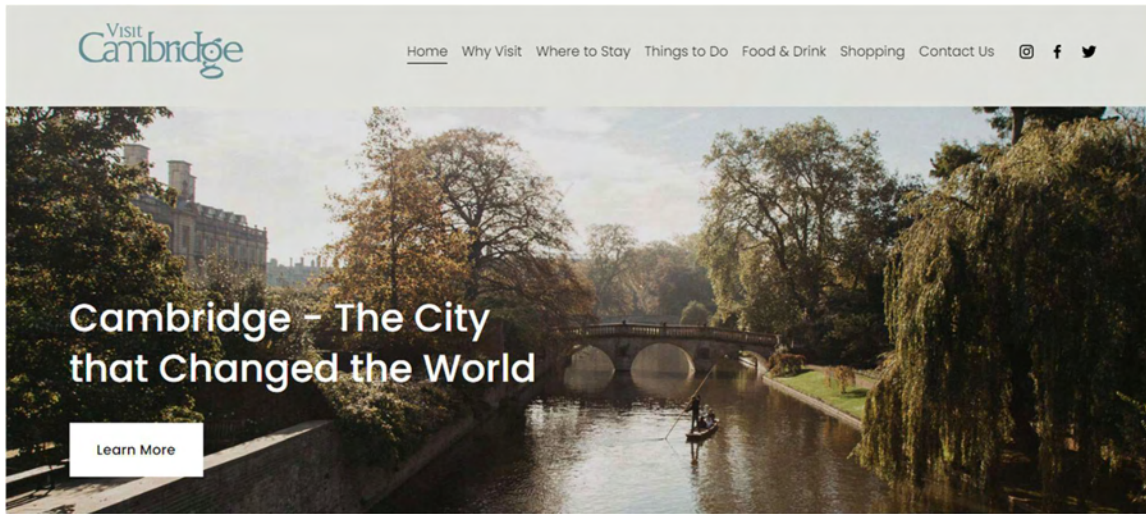 Visit
Cambridge
Home Why Visit Where to Stay Things to Do Food & Drink Shopping Contact Us
Cambridge - The City
that Changed the World
Learn More